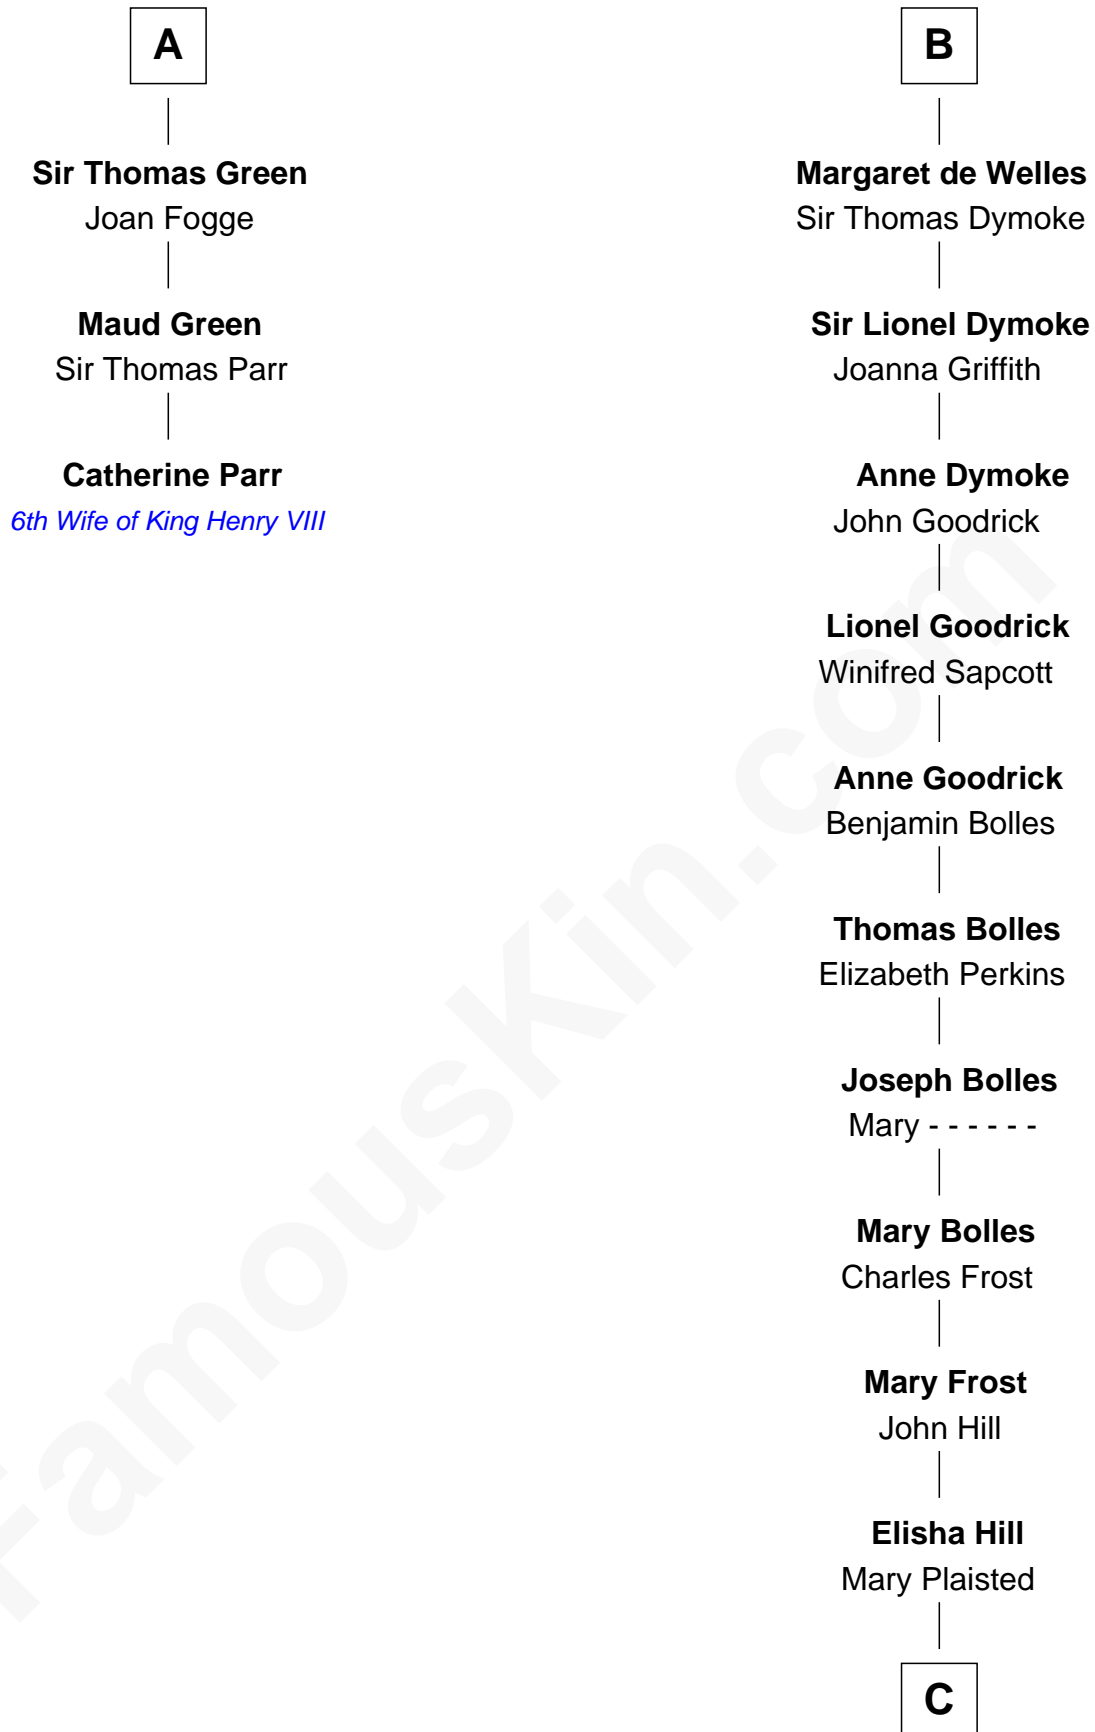 A
Sir Thomas Green
Joan Fogge
Maud Green
Sir Thomas Parr
Catherine Parr
6th Wife of King Henry VIII
B
Margaret de Welles
Sir Thomas Dymoke
Sir Lionel Dymoke
Joanna Griffith
Anne Dymoke
John Goodrick
Lionel Goodrick
Winifred Sapcott
Anne Goodrick
Benjamin Bolles
Thomas Bolles
Elizabeth Perkins
Joseph Bolles
Mary - - - - - -
Mary Bolles
Charles Frost
Mary Frost
John Hill
Elisha Hill
Mary Plaisted
C
FamousKin.com